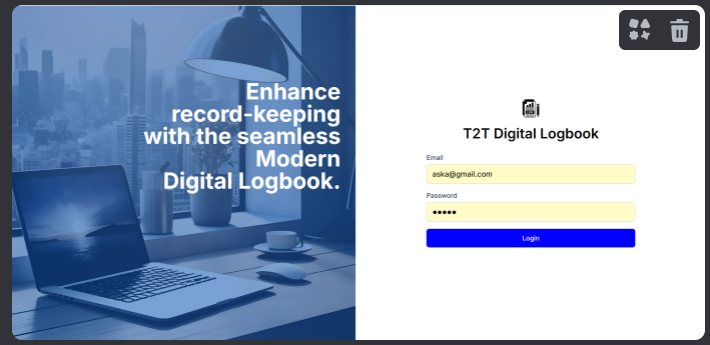 Enhance
record-keeping
with the seamless
Modern
Digital Logbook.
T2T Digital Logbook
Email
aska@gmail.com
Password
•••••
Login